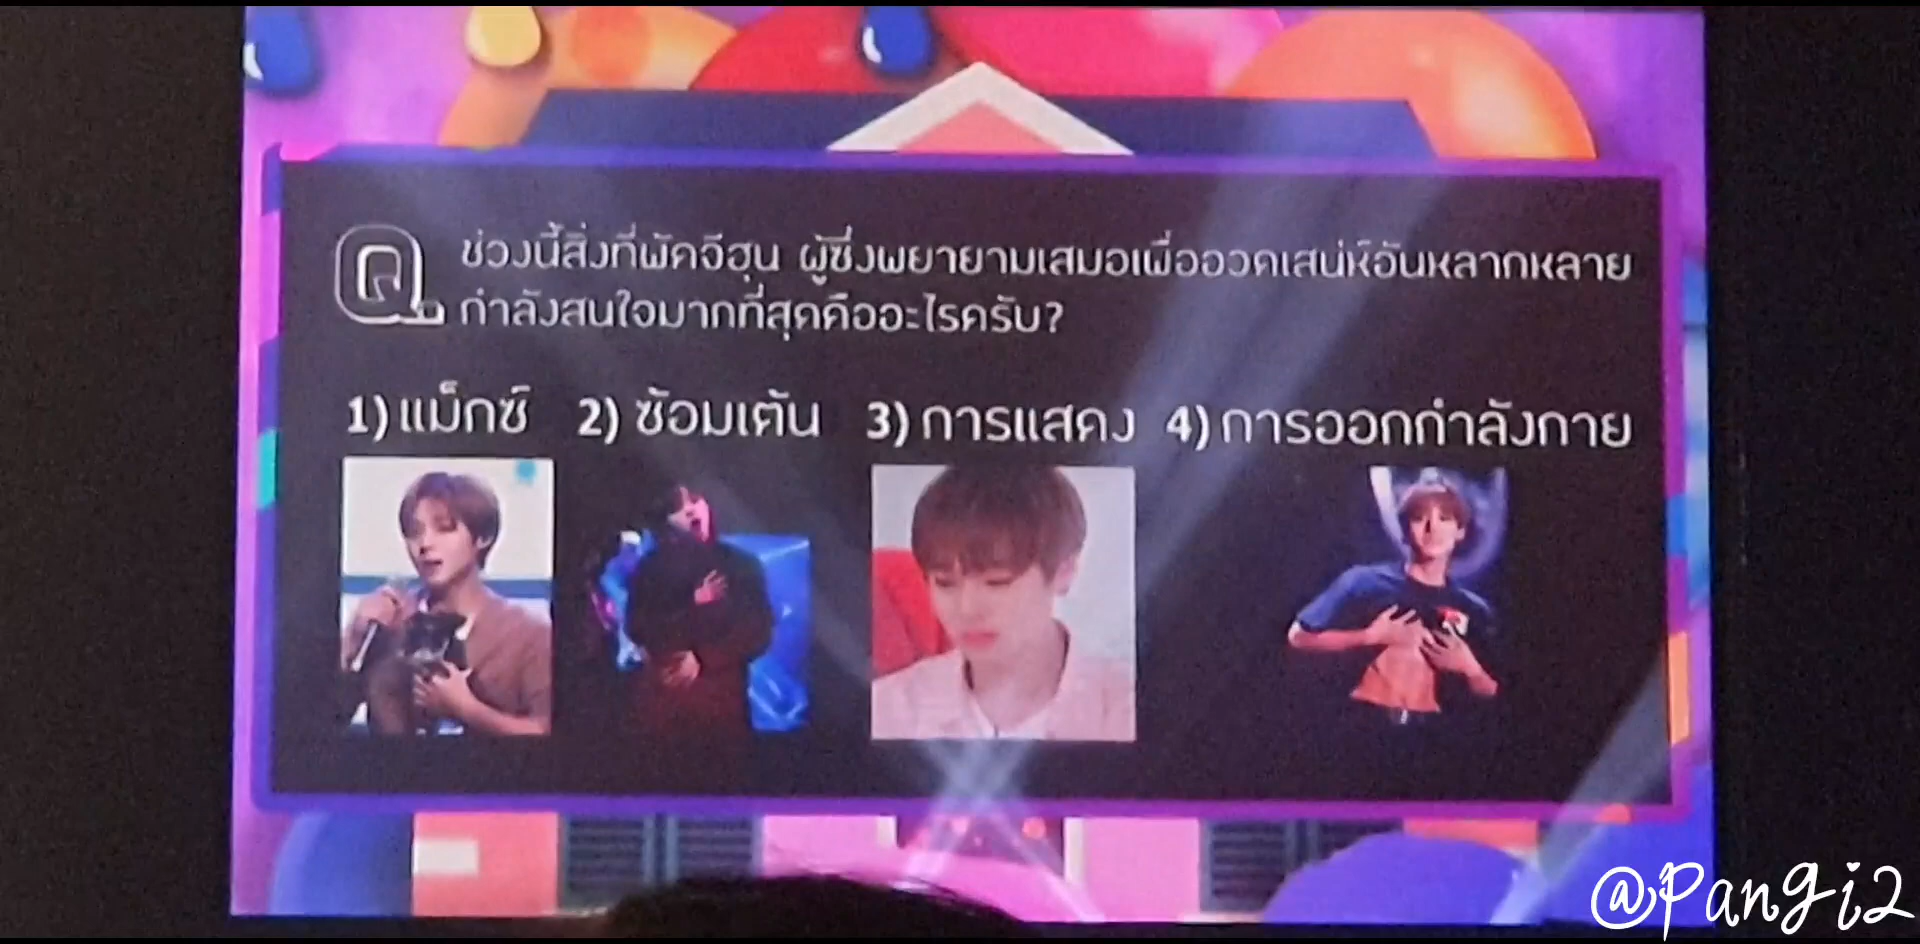 Q. ช่วงนี้สิ่งที่พัคจีฮุน ผู้ซึ่งพยายามเสมอเพื่ออวดเสน่ห์อันหลากหลาย
กำลังสนใจมากที่สุดคืออะไรครับ?
1) แม็กซ์ 2) ซ้อมเต้น 3) การแสดง 4) การออกกำลังกาย
@Pangi2